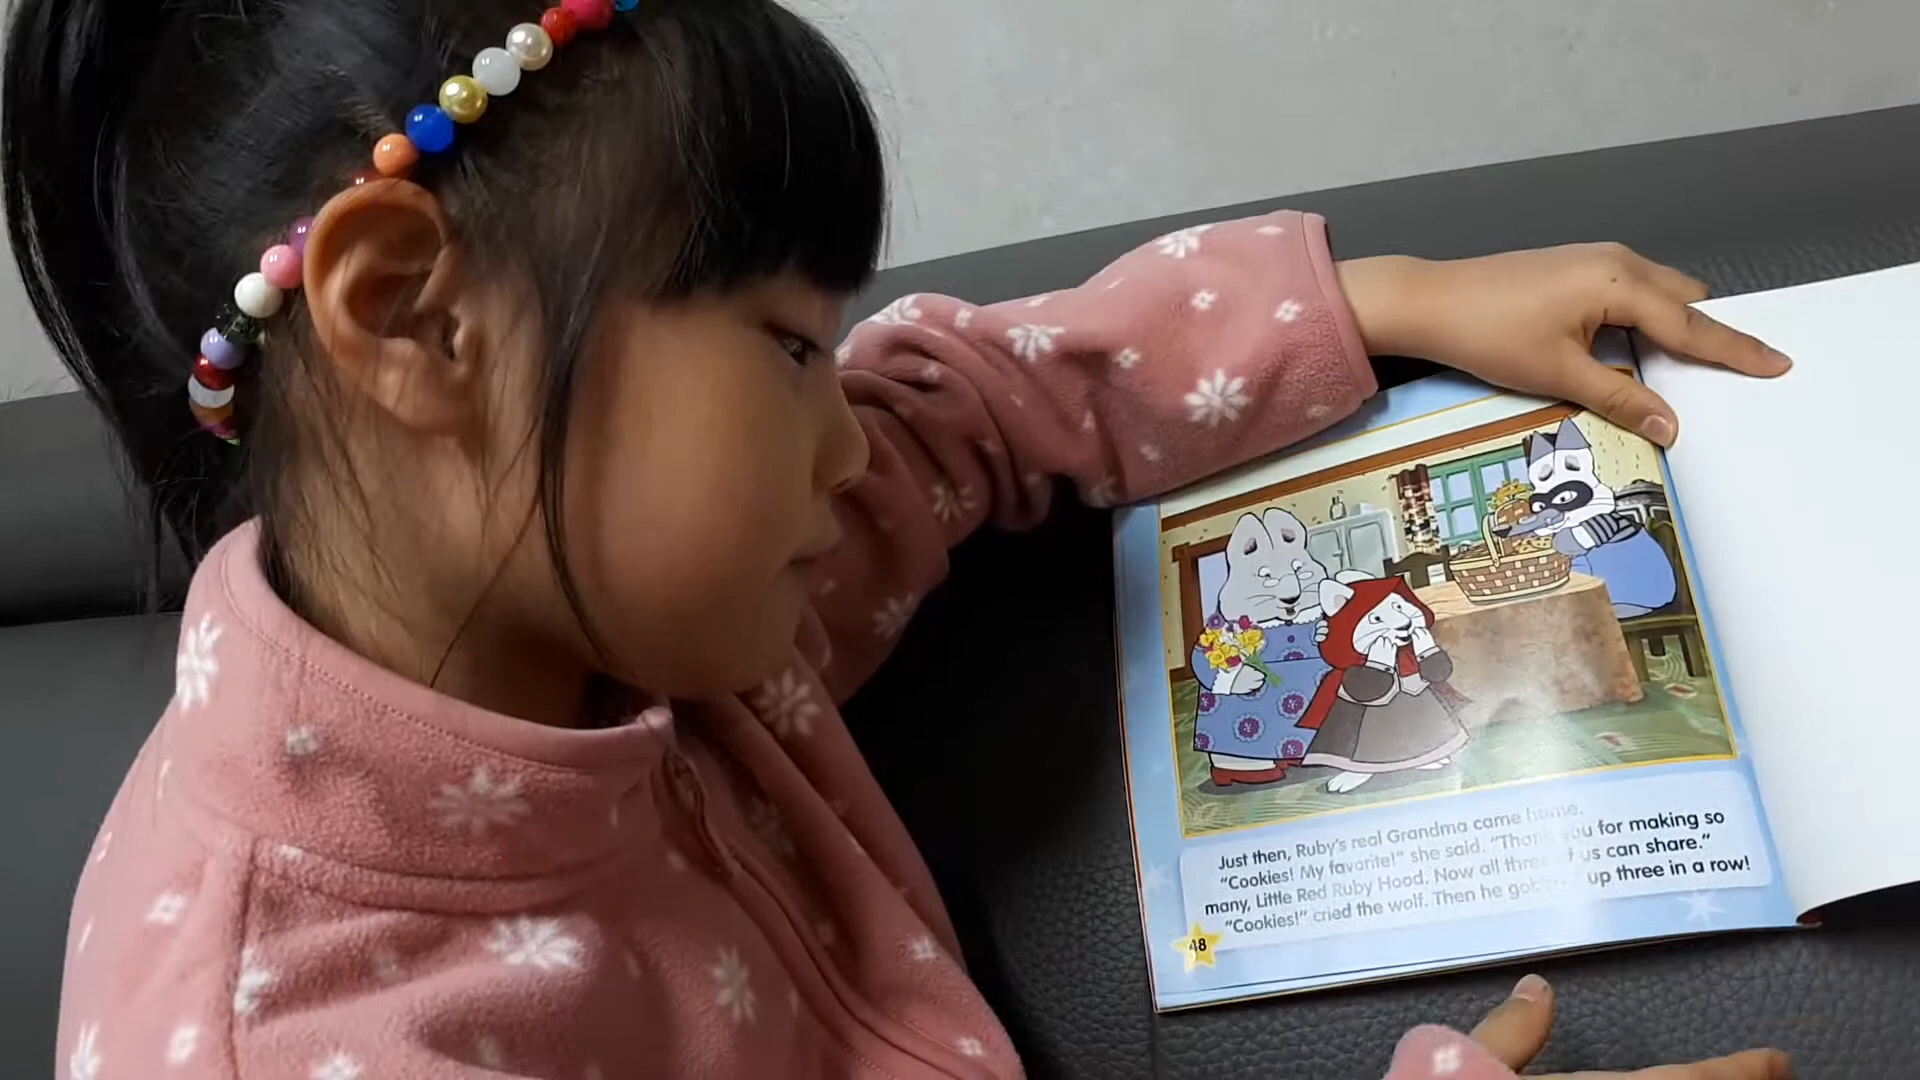 Just then, Ruby's real Grandma came home.
"Cookies! My favorite!" she said. "Thank you for making so
many, Little Red Ruby Hood. Now all three of us can share."
"Cookies!" cried the wolf. Then he up three in a row!
48